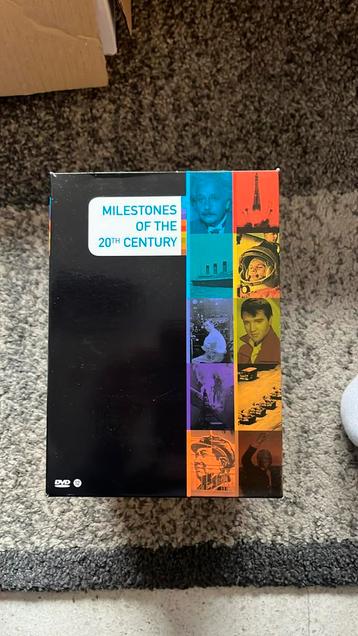 MILESTONES
OF THE
20TH CENTURY
DVD